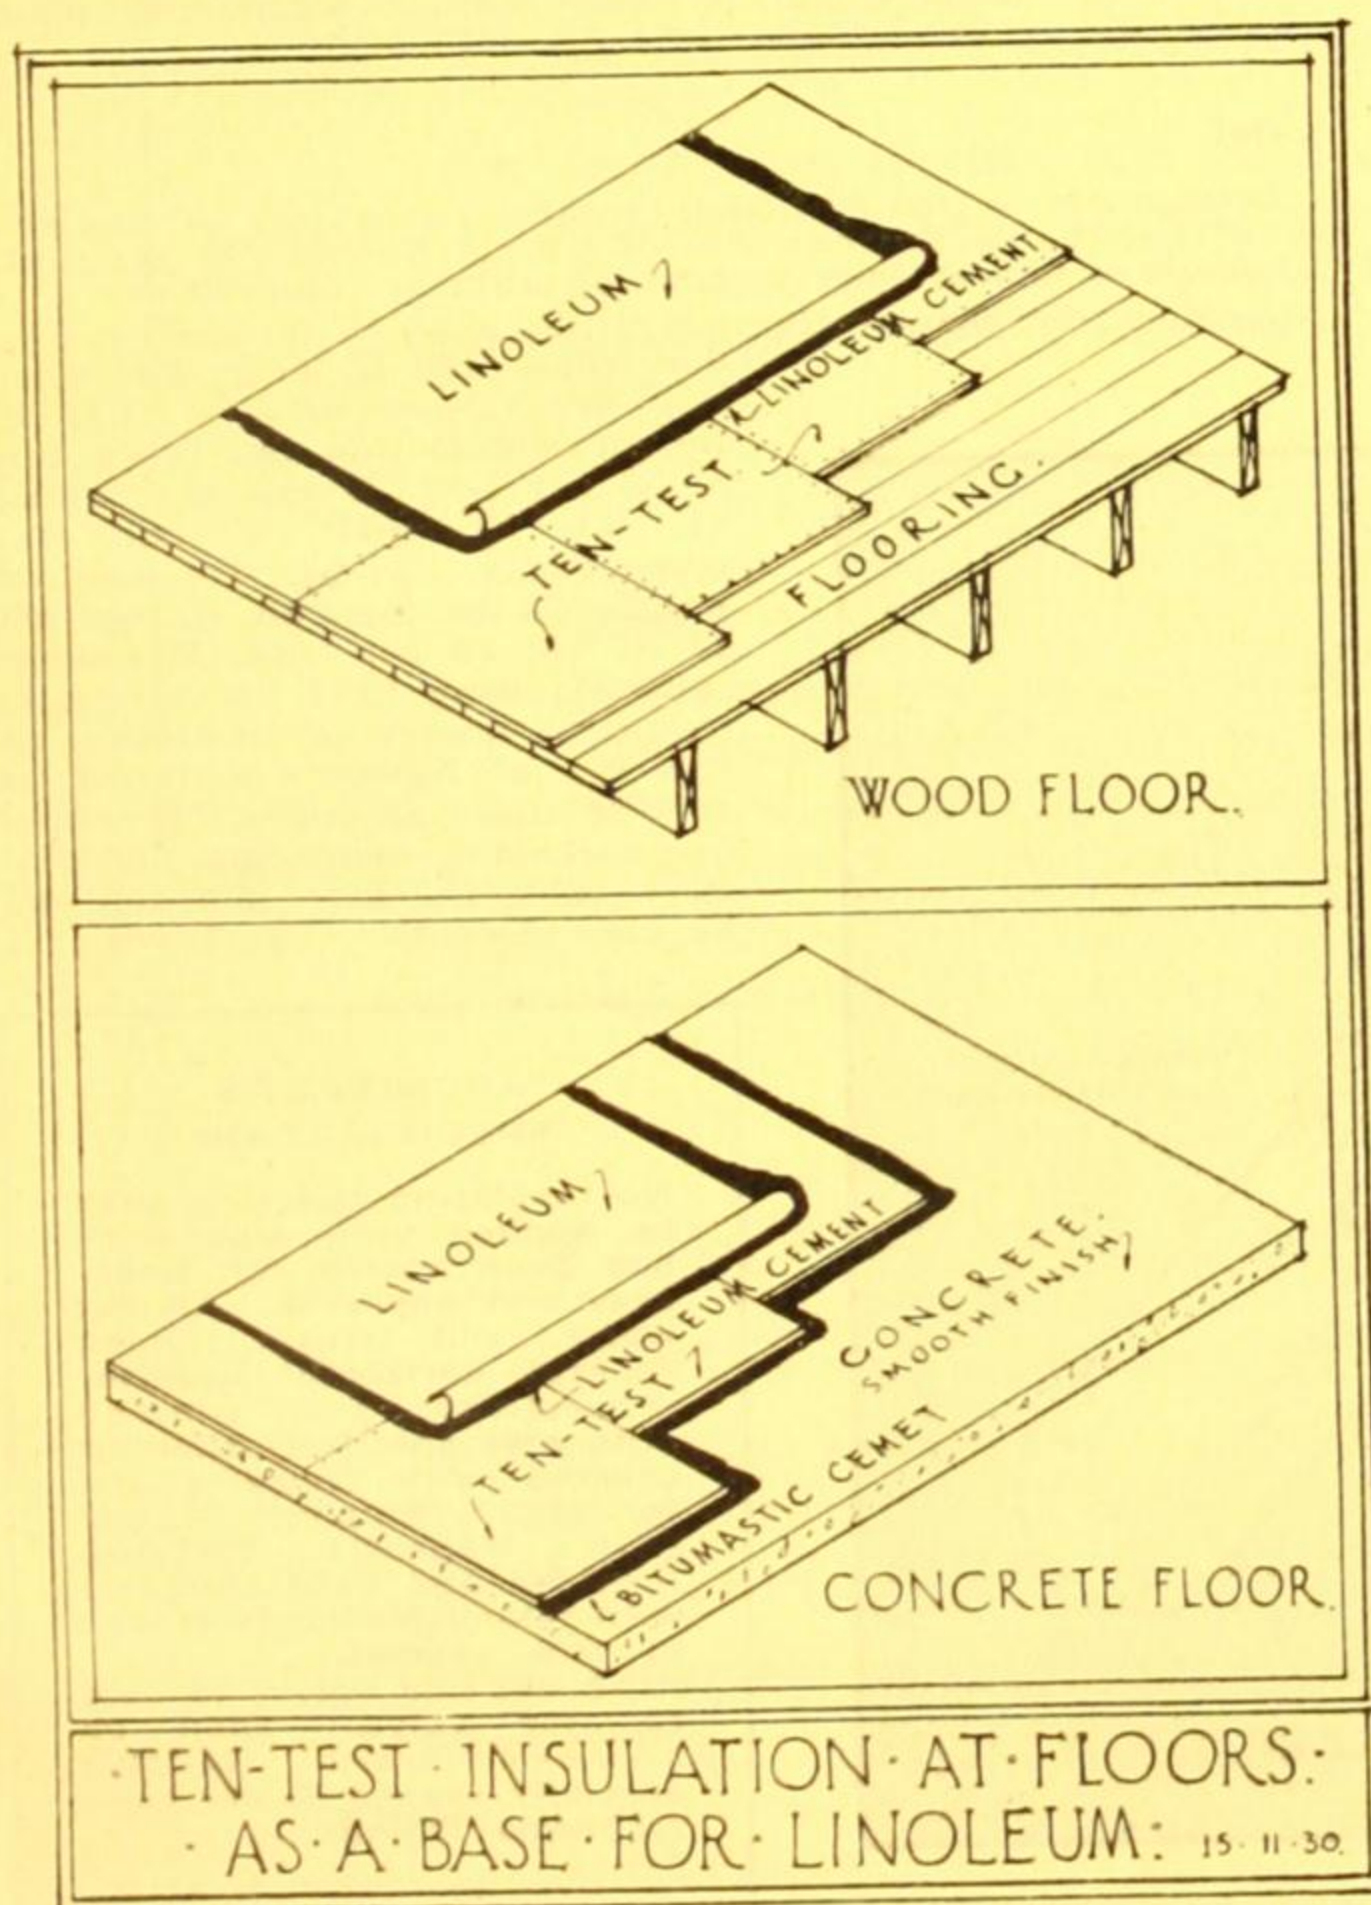 LINOLEUM
LINOLEUM CEMENT
TEN-TEST.
FLOORING.
WOOD FLOOR.
LINOLEUM
LINOLEUM CEMENT
TEN-TEST
CONCRETE.
SMOOTH FINISH
BITUMASTIC CEMET
CONCRETE FLOOR.
·TEN-TEST·INSULATION·AT·FLOORS:·
·AS·A·BASE·FOR·LINOLEUM: 15·11·30.